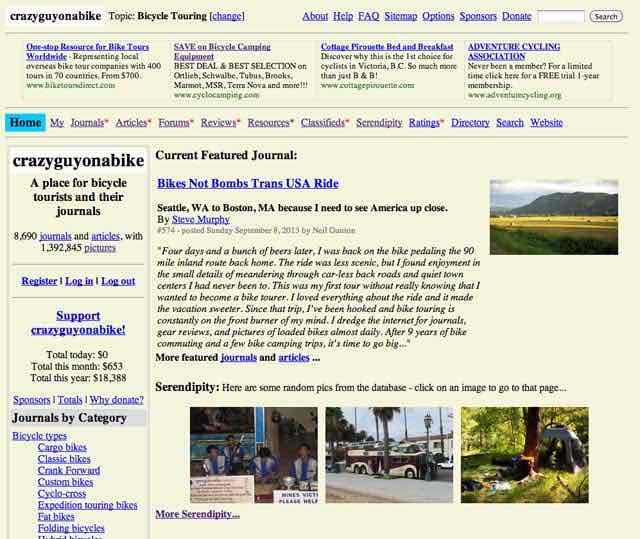 crazyguyonabike Topic: Bicycle Touring [change] About Help FAQ Sitemap Options Sponsors Donate Search
One-stop Resource for Bike Tours
Worldwide - Representing local
overseas bike tour companies with 400
tours in 70 countries. From $700.
www.biketoursdirect.com
SAVE on Bicycle Camping
Equipment
BEST DEAL & BEST SELECTION on
Ortlieb, Schwalbe, Tubus, Brooks,
Marmot, MSR, Terra Nova and more!!!
www.cyclocamping.com
Cottage Pirouette Bed and Breakfast
Discover why this is the 1st choice for
cyclists in Victoria, B.C. So much more
than just B & B!
www.cottagepirouette.com
ADVENTURE CYCLING
ASSOCIATION
Never been a member? For a limited
time click here for a FREE trial 1-year
membership.
www.adventurecycling.org
Home My Journals* Articles* Forums* Reviews* Resources* Classifieds* Serendipity Ratings* Directory Search Website
crazyguyonabike
A place for bicycle
tourists and their
journals
8,690 journals and articles, with
1,392,845 pictures
Register | Log in | Log out
Support
crazyguyonabike!
Total today: $0
Total this month: $653
Total this year: $18,388
Sponsors | Totals | Why donate?
Journals by Category
Bicycle types
Cargo bikes
Classic bikes
Crank Forward
Custom bikes
Cyclo-cross
Expedition touring bikes
Fat bikes
Folding bicycles
Hybrid bicycles
Current Featured Journal:
Bikes Not Bombs Trans USA Ride
Seattle, WA to Boston, MA because I need to see America up close.
By Steve Murphy
#574 - posted Sunday September 8, 2013 by Neil Gunton
"Four days and a bunch of beers later, I was back on the bike pedaling the 90
mile inland route back home. The ride was less scenic, but I found enjoyment in
the small details of meandering through car-less back roads and quiet town
centers I had never been to. This was my first tour without really knowing that I
wanted to become a bike tourer. I loved everything about the ride and it made
the vacation sweeter. Since that trip, I've been hooked and bike touring is
constantly on the front burner of my mind. I dredge the internet for journals,
gear reviews, and pictures of loaded bikes almost daily. After 9 years of bike
commuting and a few bike camping trips, it's time to go big..."
More featured journals and articles ...
Serendipity: Here are some random pics from the database - click on an image to go to that page...
MINES VICTI
PLEASE HELP
More Serendipity...